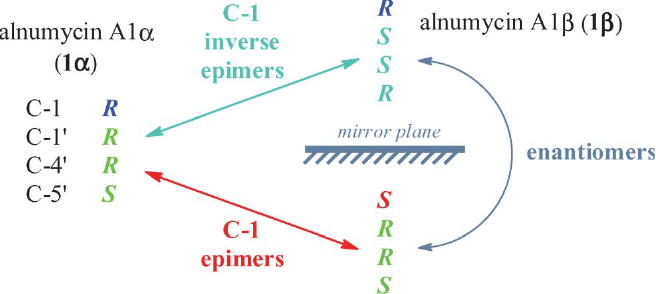 alnumycin A1α
(1α)
C-1 R
C-1' R
C-4' R
C-5' S
C-1
inverse
epimers
alnumycin A1β (1β)
R
S
S
R
mirror plane
enantiomers
C-1
epimers
S
R
R
S